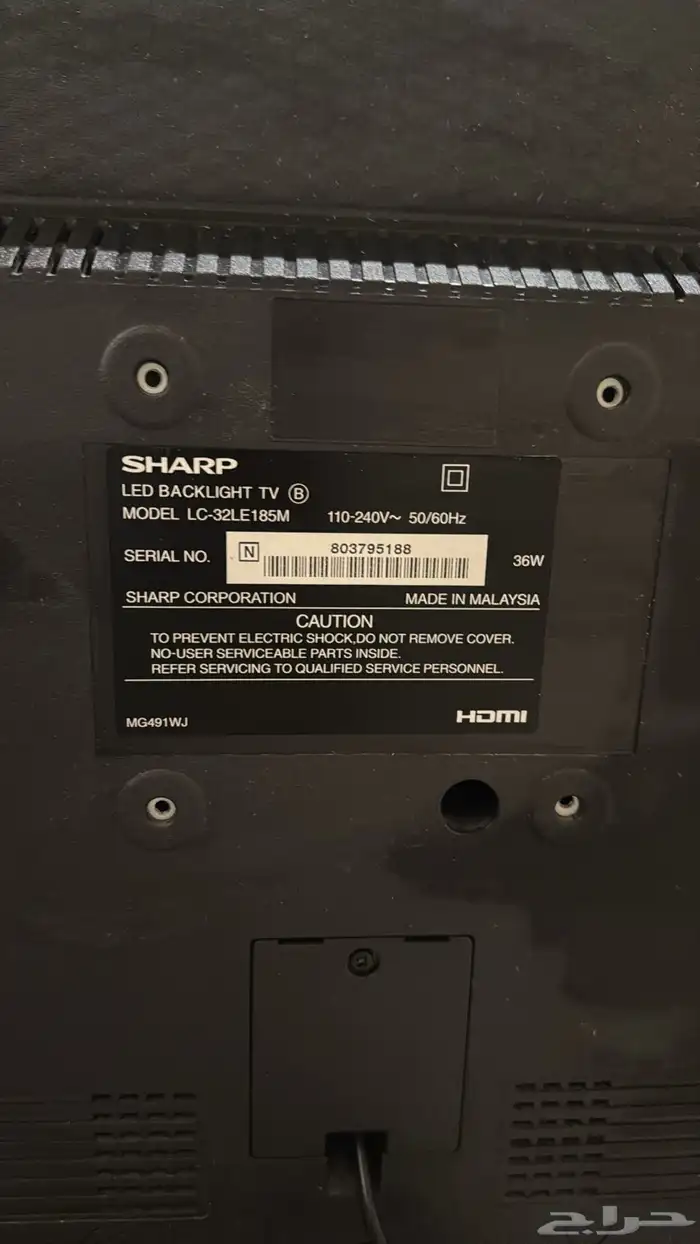 SHARP
LED BACKLIGHT TV Ⓑ
MODEL LC-32LE185M 110-240V~ 50/60Hz
SERIAL NO. N 803795188 36W
SHARP CORPORATION MADE IN MALAYSIA
CAUTION
TO PREVENT ELECTRIC SHOCK,DO NOT REMOVE COVER.
NO-USER SERVICEABLE PARTS INSIDE.
REFER SERVICING TO QUALIFIED SERVICE PERSONNEL.
MG491WJ HDMI
حراج